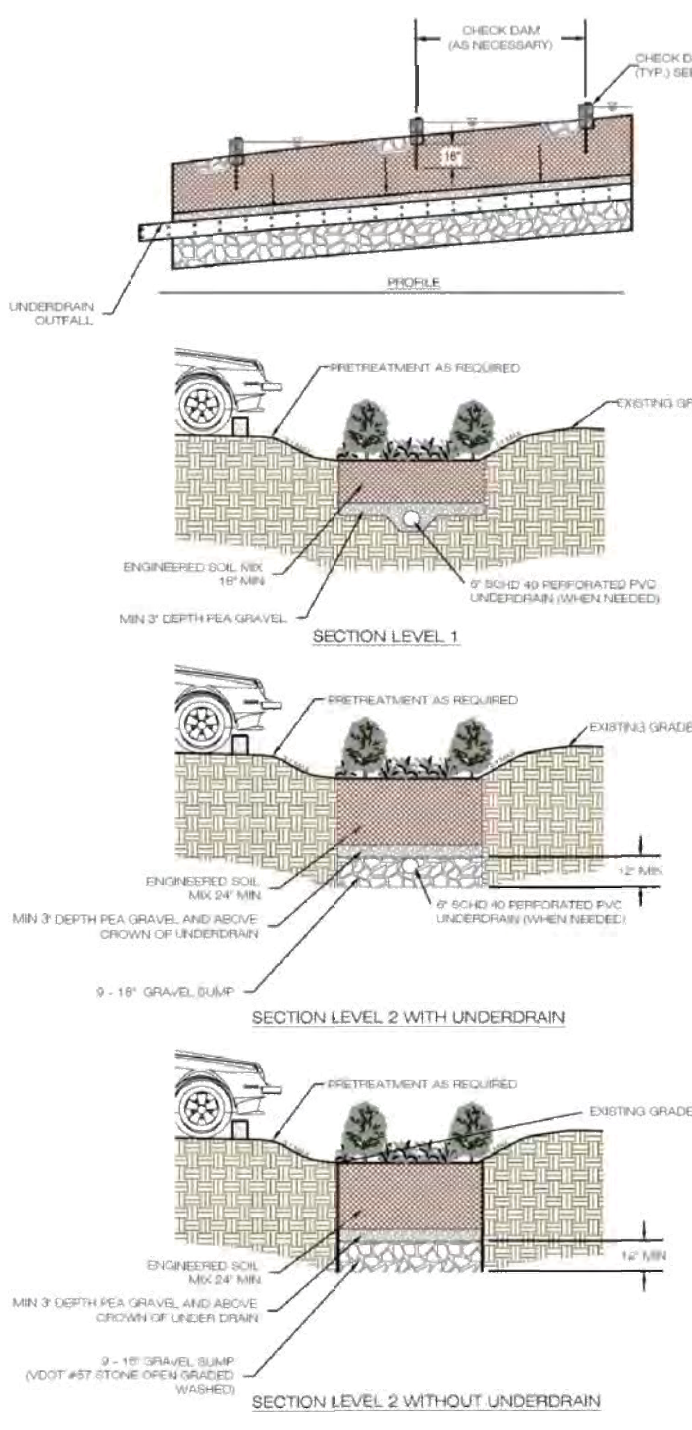 CHECK DAM
(AS NECESSARY)
CHECK D
(TYP.) SE
18"
UNDERDRAIN
OUTFALL
PROFILE
PRETREATMENT AS REQUIRED
EXISTING GR
ENGINEERED SOIL MIX
18" MIN
6" SCHD 40 PERFORATED PVC
UNDERDRAIN (WHEN NEEDED)
MIN 3" DEPTH PEA GRAVEL
SECTION LEVEL 1
PRETREATMENT AS REQUIRED
EXISTING GRADE
12" MIN
ENGINEERED SOIL
MIX 24" MIN
6" SCHD 40 PERFORATED PVC
UNDERDRAIN (WHEN NEEDED)
MIN 3" DEPTH PEA GRAVEL AND ABOVE
CROWN OF UNDERDRAIN
9 - 18" GRAVEL SUMP
SECTION LEVEL 2 WITH UNDERDRAIN
PRETREATMENT AS REQUIRED
EXISTING GRADE
12" MIN
ENGINEERED SOIL
MIX 24" MIN
MIN 3" DEPTH PEA GRAVEL AND ABOVE
CROWN OF UNDER DRAIN
9 - 18" GRAVEL SUMP
(VDOT #57 STONE OPEN GRADED
WASHED)
SECTION LEVEL 2 WITHOUT UNDERDRAIN